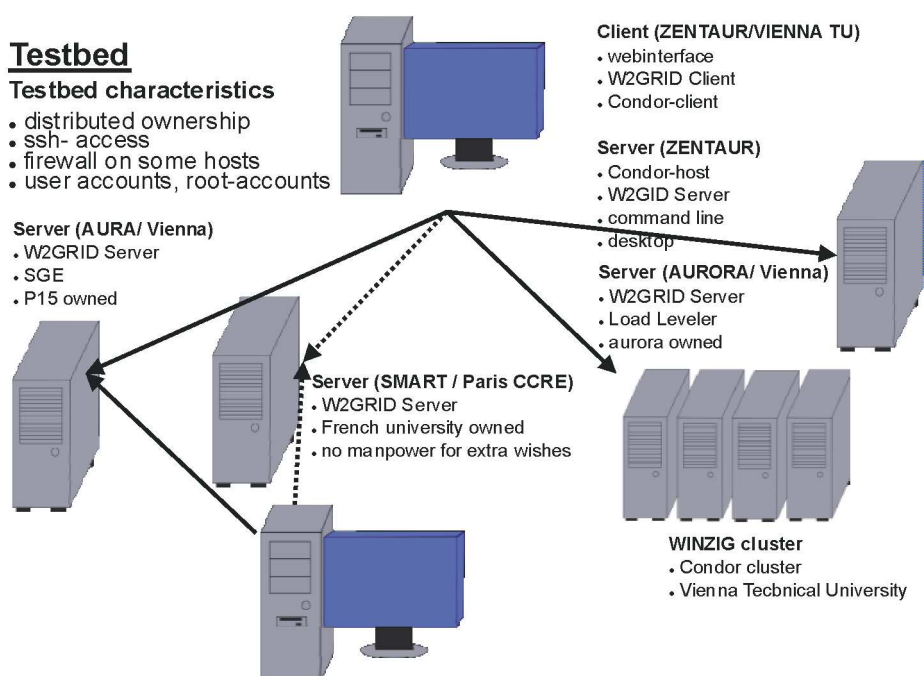 Testbed
Testbed characteristics
• distributed ownership
• ssh- access
• firewall on some hosts
• user accounts, root-accounts
Client (ZENTAUR/VIENNA TU)
• webinterface
• W2GRID Client
• Condor-client
Server (ZENTAUR)
• Condor-host
• W2GID Server
• command line
• desktop
Server (AURA/ Vienna)
• W2GRID Server
• SGE
• P15 owned
Server (AURORA/ Vienna)
• W2GRID Server
• Load Leveler
• aurora owned
Server (SMART / Paris CCRE)
• W2GRID Server
• French university owned
• no manpower for extra wishes
WINZIG cluster
• Condor cluster
• Vienna Tecbnical University